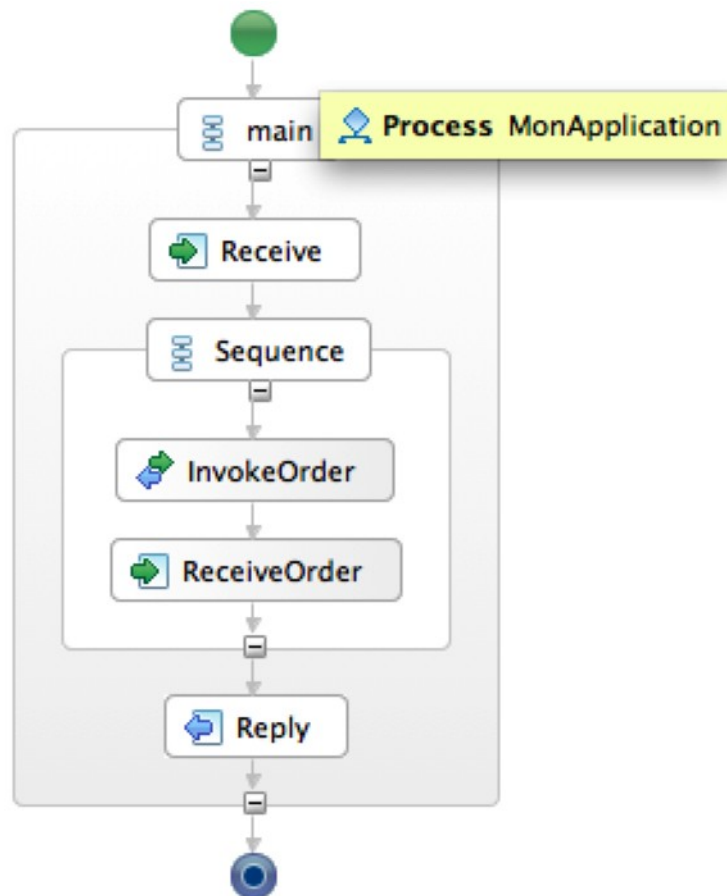 main
Process MonApplication
Receive
Sequence
InvokeOrder
ReceiveOrder
Reply